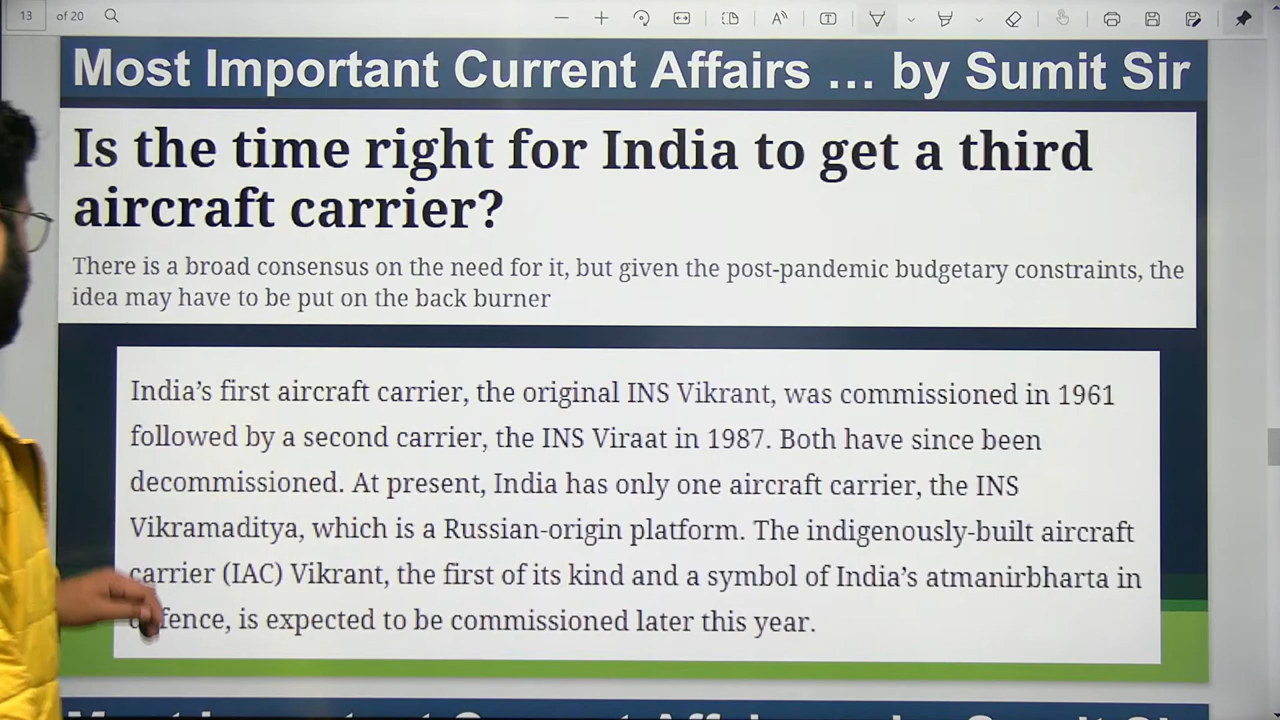 13 of 20
Most Important Current Affairs ... by Sumit Sir
Is the time right for India to get a third
aircraft carrier?
There is a broad consensus on the need for it, but given the post-pandemic budgetary constraints, the
idea may have to be put on the back burner
India’s first aircraft carrier, the original INS Vikrant, was commissioned in 1961
followed by a second carrier, the INS Viraat in 1987. Both have since been
decommissioned. At present, India has only one aircraft carrier, the INS
Vikramaditya, which is a Russian-origin platform. The indigenously-built aircraft
carrier (IAC) Vikrant, the first of its kind and a symbol of India’s atmanirbharta in
is expected to be commissioned later this year.